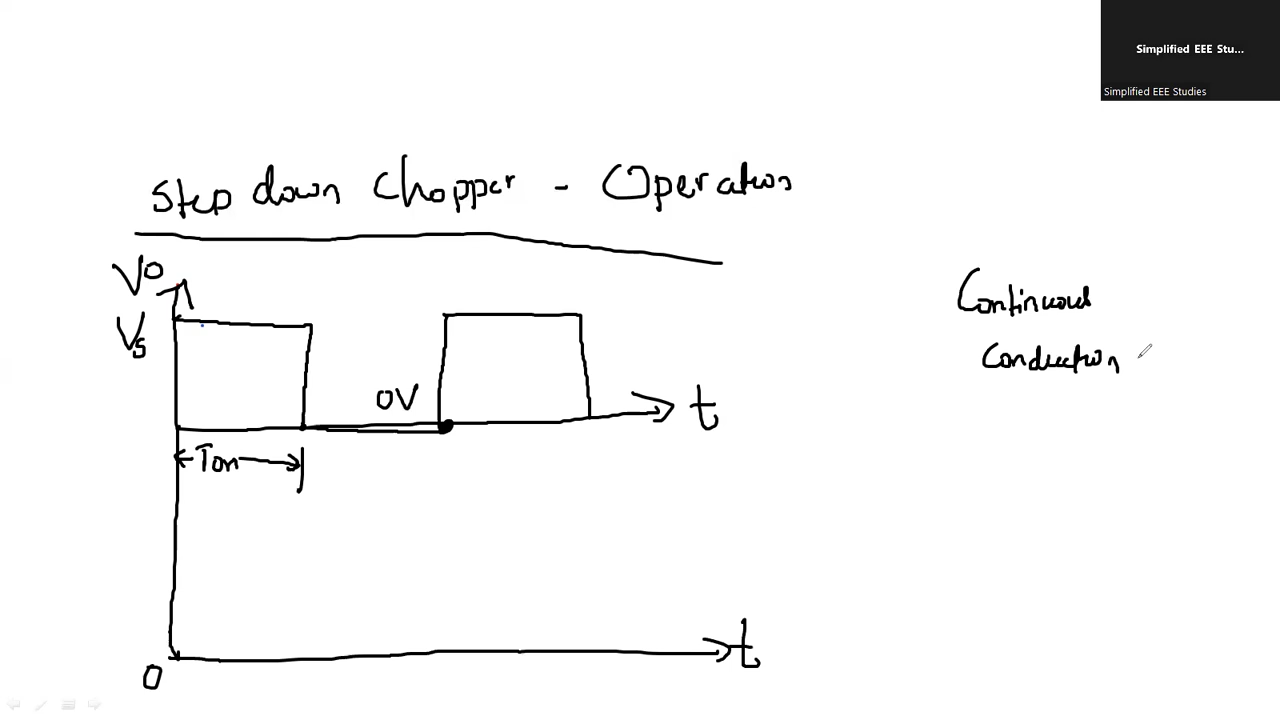 Simplified EEE Stu...
Simplified EEE Studies
Step down Chopper - Operation
Vo
Vs
Continuous
Conduction
0V
t
Ton
t
0